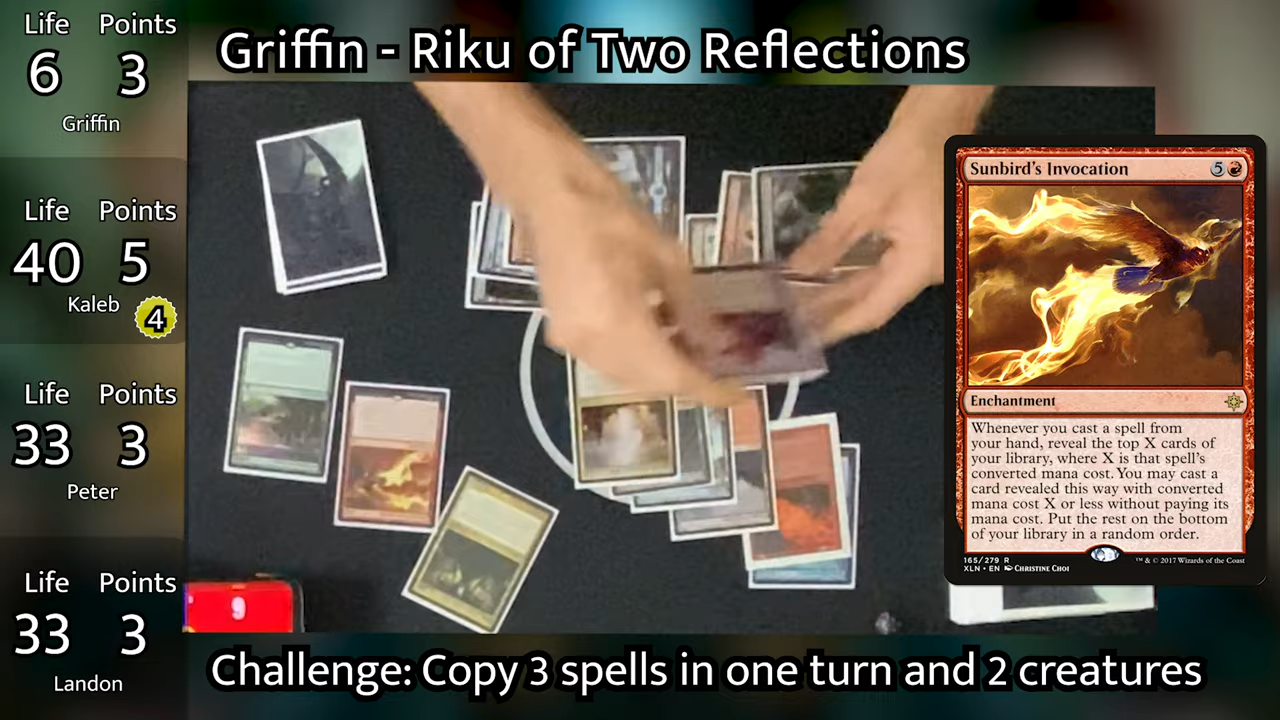 Life Points
6 3
Griffin
Life Points
40 5
Kaleb 4
Life Points
33 3
Peter
Life Points
33 3
Landon
Griffin - Riku of Two Reflections
9
Sunbird's Invocation 5
Enchantment
Whenever you cast a spell from
your hand, reveal the top X cards of
your library, where X is that spell's
converted mana cost. You may cast a
card revealed this way with converted
mana cost X or less without paying its
mana cost. Put the rest on the bottom
of your library in a random order.
165/279 R
XLN • EN Christine Choi
™ & © 2017 Wizards of the Coast
Challenge: Copy 3 spells in one turn and 2 creatures